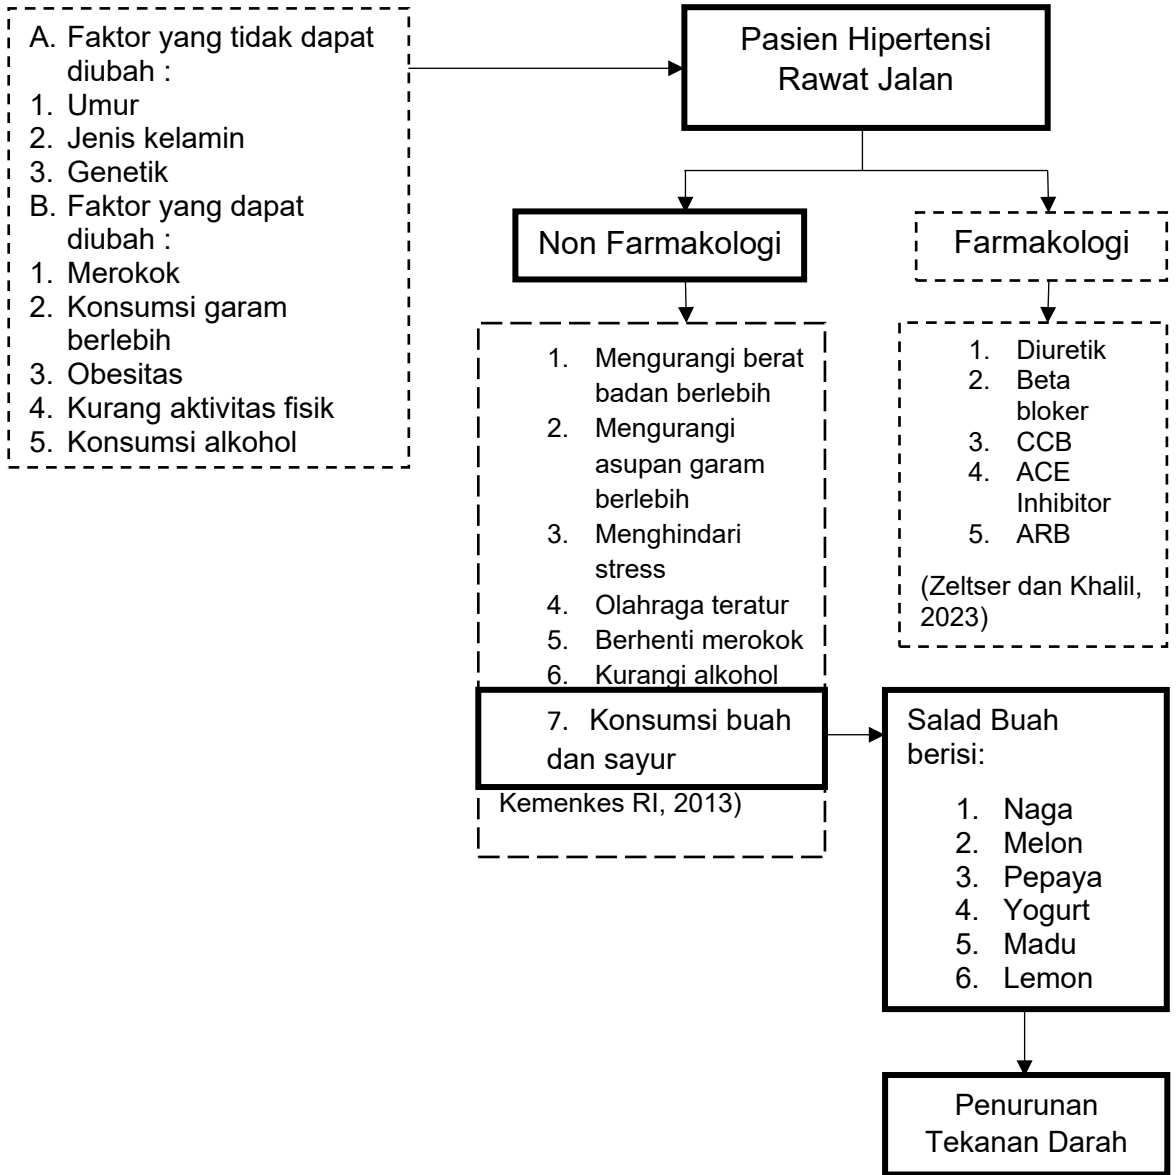 A. Faktor yang tidak dapat
diubah :
1. Umur
2. Jenis kelamin
3. Genetik
B. Faktor yang dapat
diubah :
1. Merokok
2. Konsumsi garam
berlebih
3. Obesitas
4. Kurang aktivitas fisik
5. Konsumsi alkohol
Pasien Hipertensi
Rawat Jalan
Non Farmakologi
Farmakologi
1. Mengurangi berat
badan berlebih
2. Mengurangi
asupan garam
berlebih
3. Menghindari
stress
4. Olahraga teratur
5. Berhenti merokok
6. Kurangi alkohol
7. Konsumsi buah
dan sayur
Kemenkes RI, 2013)
1. Diuretik
2. Beta
bloker
3. CCB
4. ACE
Inhibitor
5. ARB
(Zeltser dan Khalil,
2023)
Salad Buah
berisi:
1. Naga
2. Melon
3. Pepaya
4. Yogurt
5. Madu
6. Lemon
Penurunan
Tekanan Darah